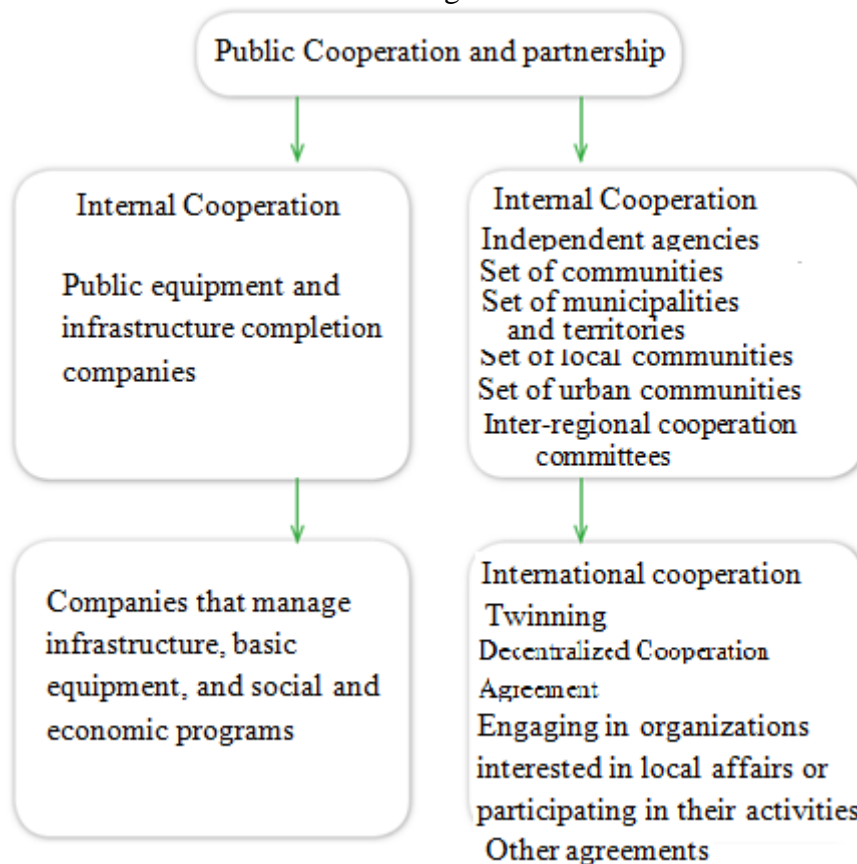 Public Cooperation and partnership
Internal Cooperation
Public equipment and
infrastructure completion
companies
Internal Cooperation
Independent agencies
Set of communities
Set of municipalities
and territories
Set of local communities
Set of urban communities
Inter-regional cooperation
committees
Companies that manage
infrastructure, basic
equipment, and social and
economic programs
International cooperation
Twinning
Decentralized Cooperation
Agreement
Engaging in organizations
interested in local affairs or
participating in their activities
Other agreements